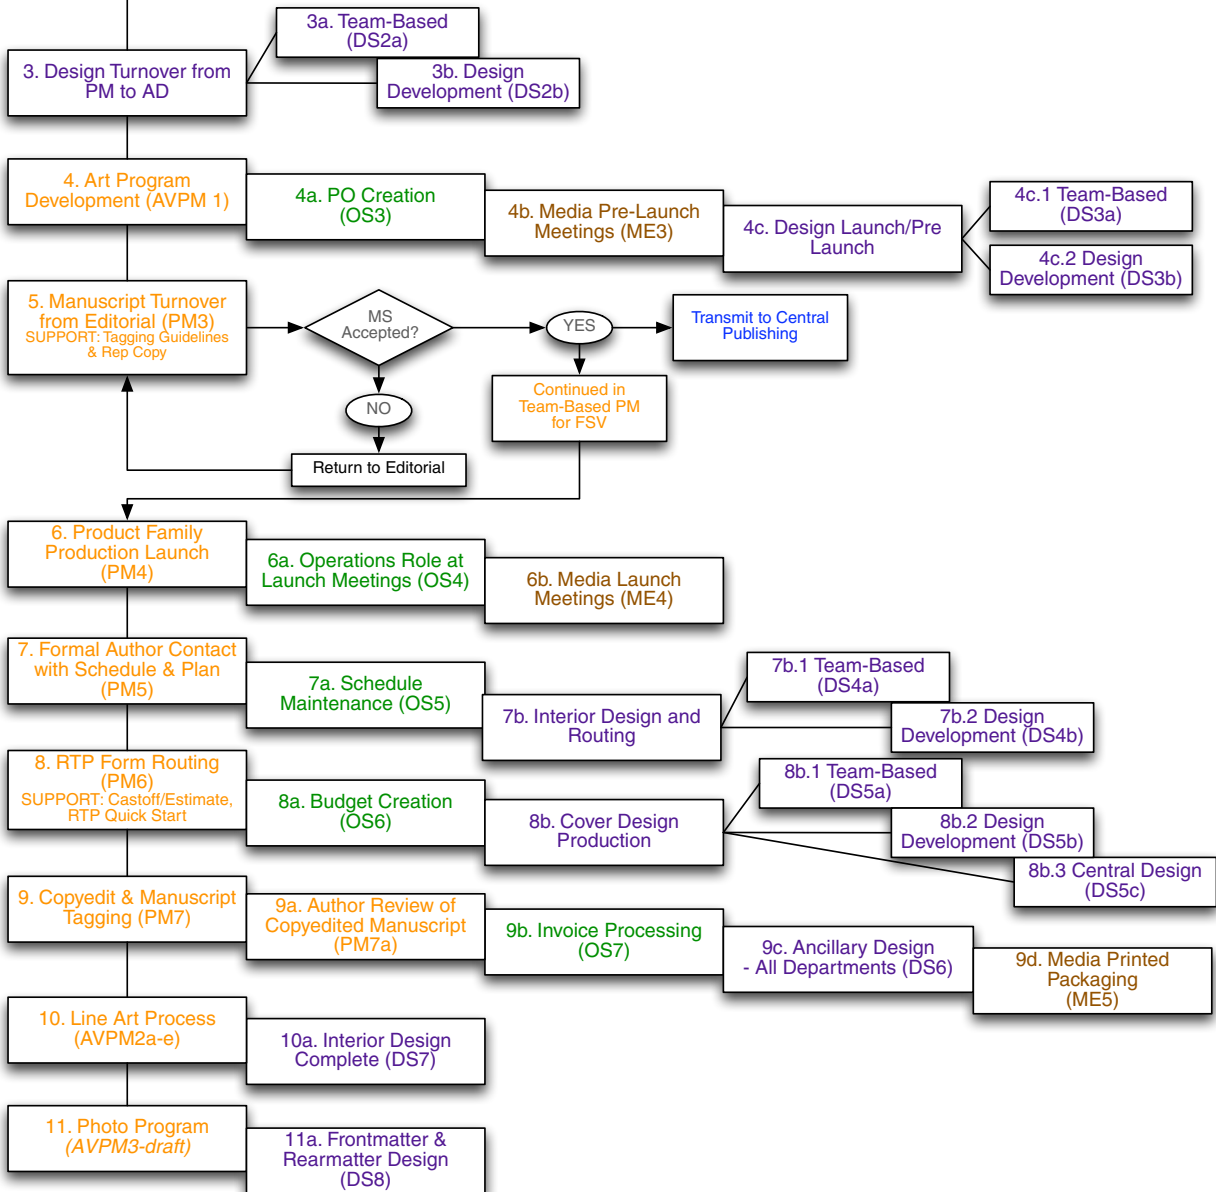 3a. Team-Based
(DS2a)
3. Design Turnover from
PM to AD
3b. Design
Development (DS2b)
4. Art Program
Development (AVPM 1)
4a. PO Creation
(OS3)
4b. Media Pre-Launch
Meetings (ME3)
4c. Design Launch/Pre
Launch
4c.1 Team-Based
(DS3a)
4c.2 Design
Development (DS3b)
5. Manuscript Turnover
from Editorial (PM3)
SUPPORT: Tagging Guidelines
& Rep Copy
MS
Accepted?
YES
Transmit to Central
Publishing
NO
Continued in
Team-Based PM
for FSV
Return to Editorial
6. Product Family
Production Launch
(PM4)
6a. Operations Role at
Launch Meetings (OS4)
6b. Media Launch
Meetings (ME4)
7. Formal Author Contact
with Schedule & Plan
(PM5)
7a. Schedule
Maintenance (OS5)
7b. Interior Design and
Routing
7b.1 Team-Based
(DS4a)
7b.2 Design
Development (DS4b)
8. RTP Form Routing
(PM6)
SUPPORT: Castoff/Estimate,
RTP Quick Start
8a. Budget Creation
(OS6)
8b. Cover Design
Production
8b.1 Team-Based
(DS5a)
8b.2 Design
Development (DS5b)
8b.3 Central Design
(DS5c)
9. Copyedit & Manuscript
Tagging (PM7)
9a. Author Review of
Copyedited Manuscript
(PM7a)
9b. Invoice Processing
(OS7)
9c. Ancillary Design
- All Departments (DS6)
9d. Media Printed
Packaging
(ME5)
10. Line Art Process
(AVPM2a-e)
10a. Interior Design
Complete (DS7)
11. Photo Program
(AVPM3-draft)
11a. Frontmatter &
Rearmatter Design
(DS8)